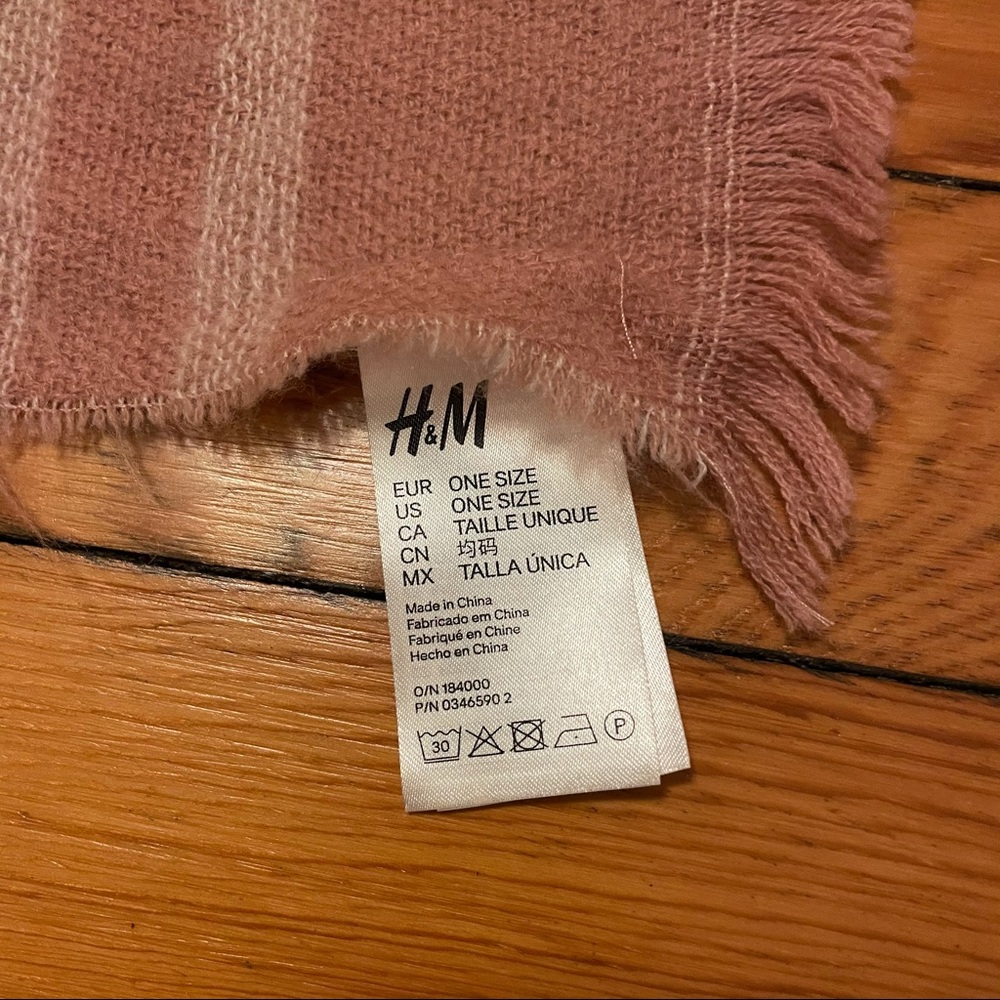 H&M
EUR ONE SIZE
US ONE SIZE
CA TAILLE UNIQUE
CN 均码
MX TALLA ÚNICA
Made in China
Fabricado em China
Fabriqué en Chine
Hecho en China
O/N 184000
P/N 0346590 2
30 P